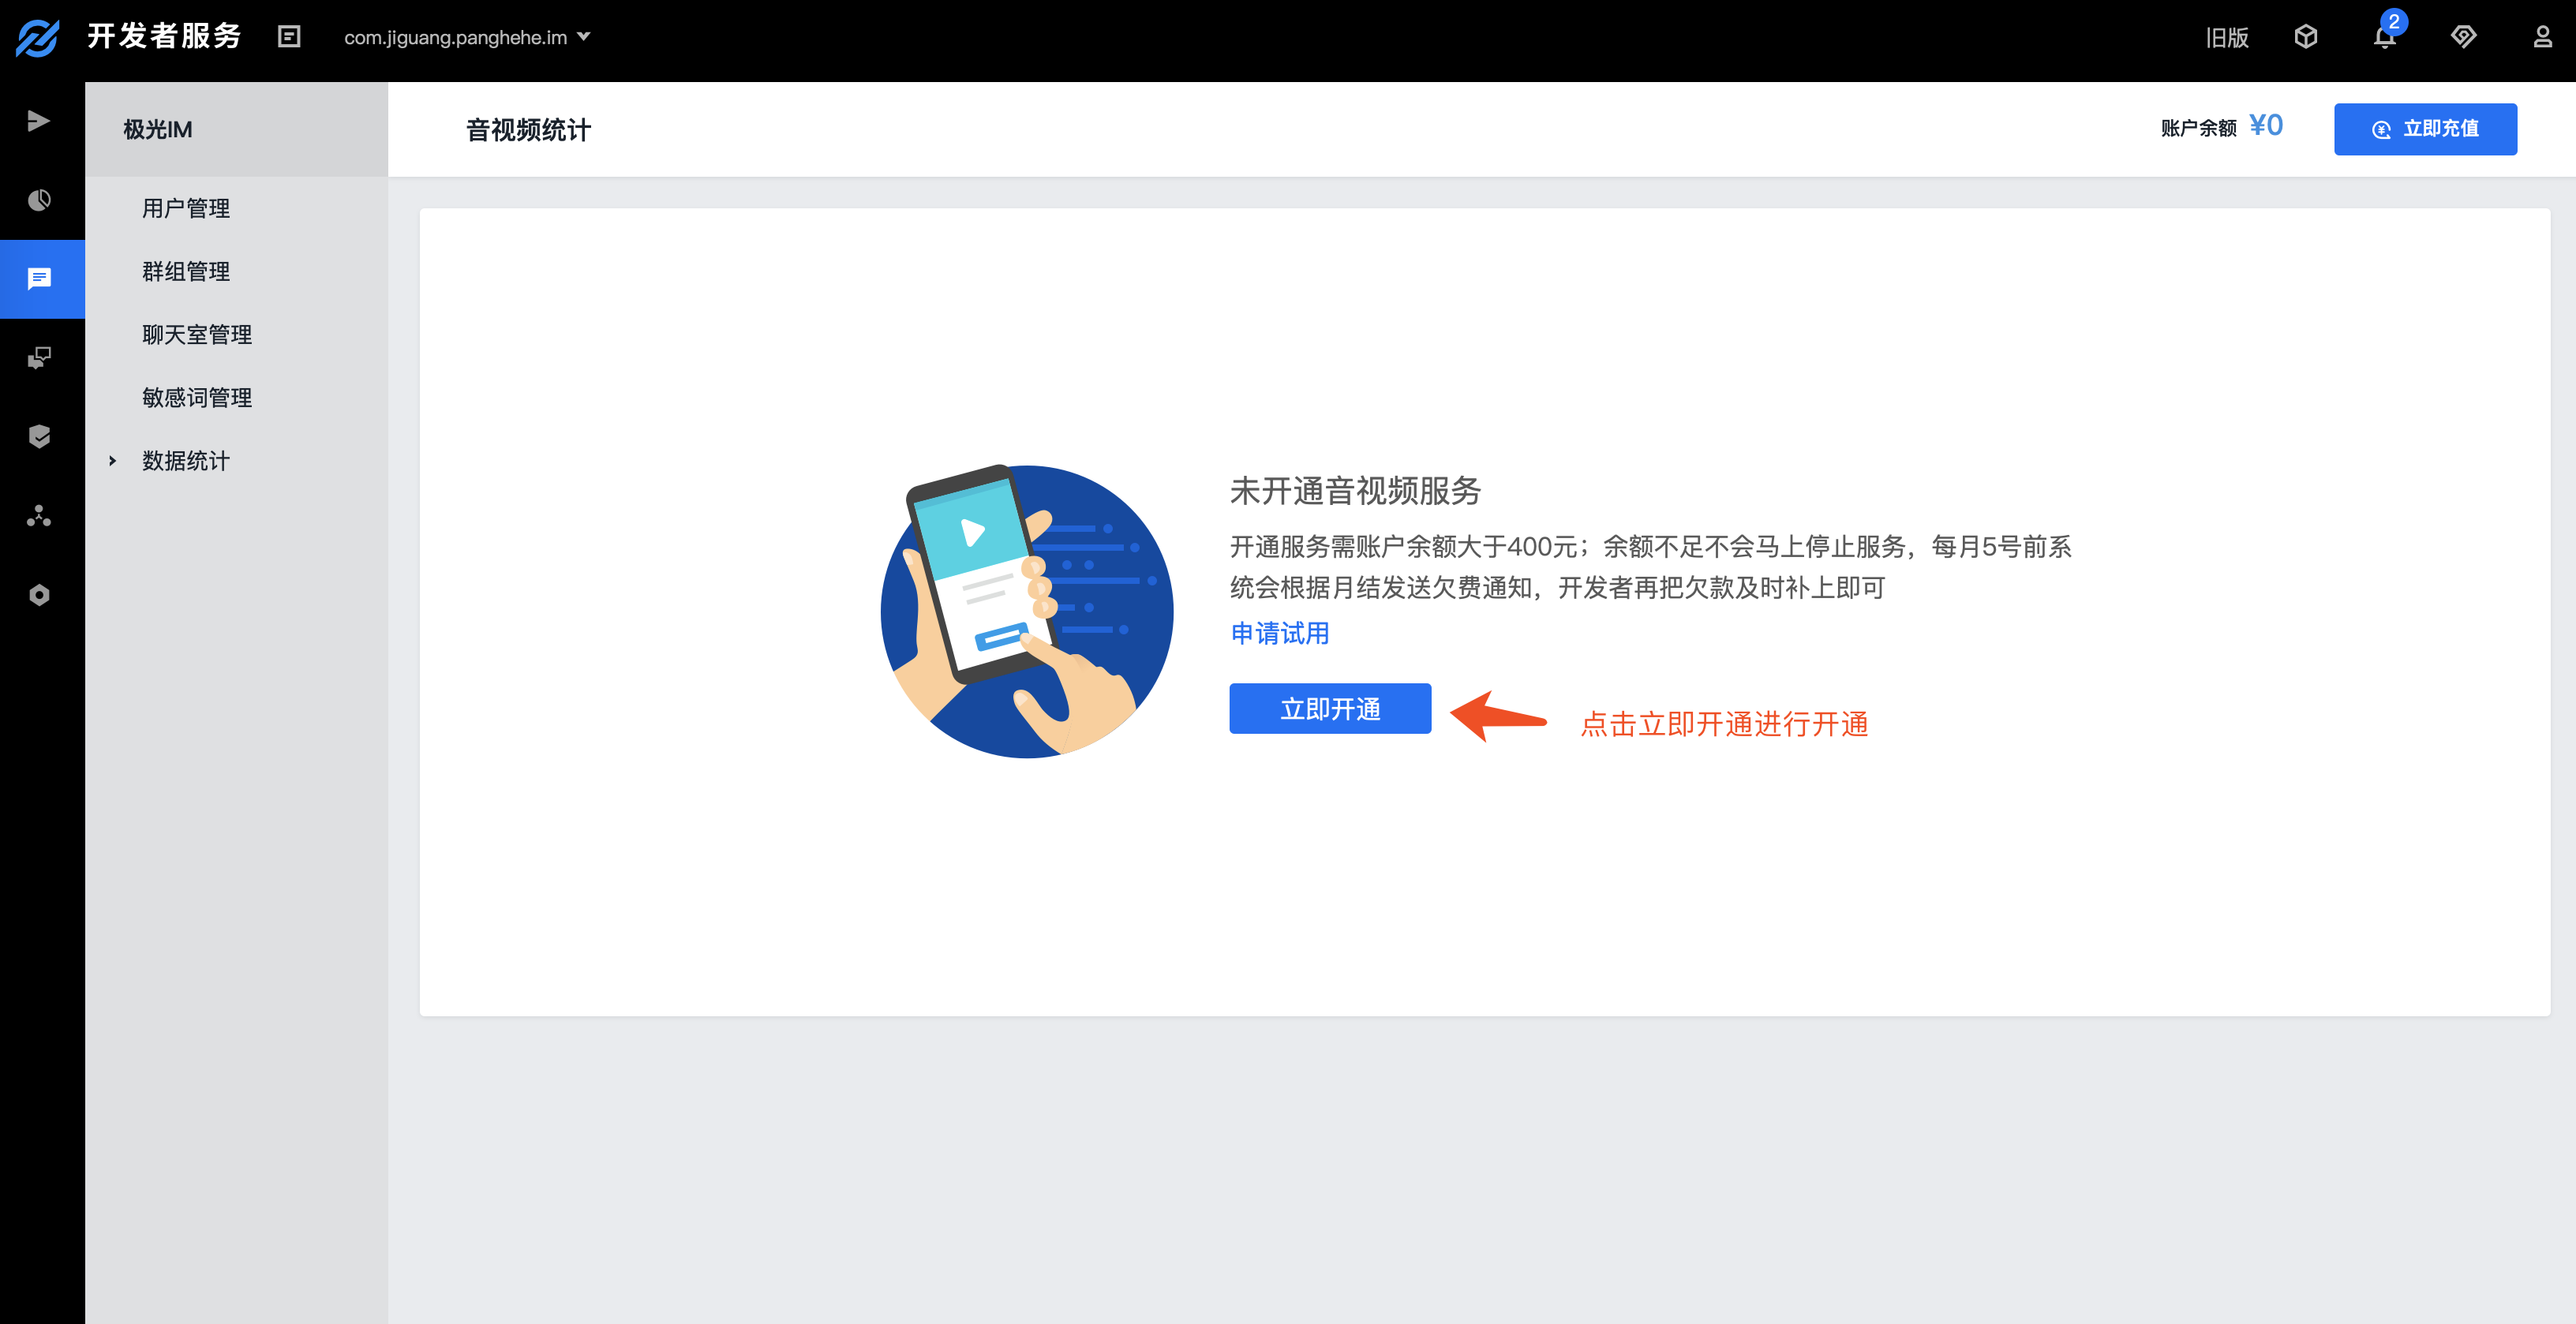 开发者服务
com.jiguang.panghehe.im
旧版
2
极光IM
音视频统计
账户余额 ¥0
立即充值
用户管理
群组管理
聊天室管理
敏感词管理
数据统计
未开通音视频服务
开通服务需账户余额大于400元；余额不足不会马上停止服务，每月5号前系
统会根据月结发送欠费通知，开发者再把欠款及时补上即可
申请试用
立即开通
点击立即开通进行开通